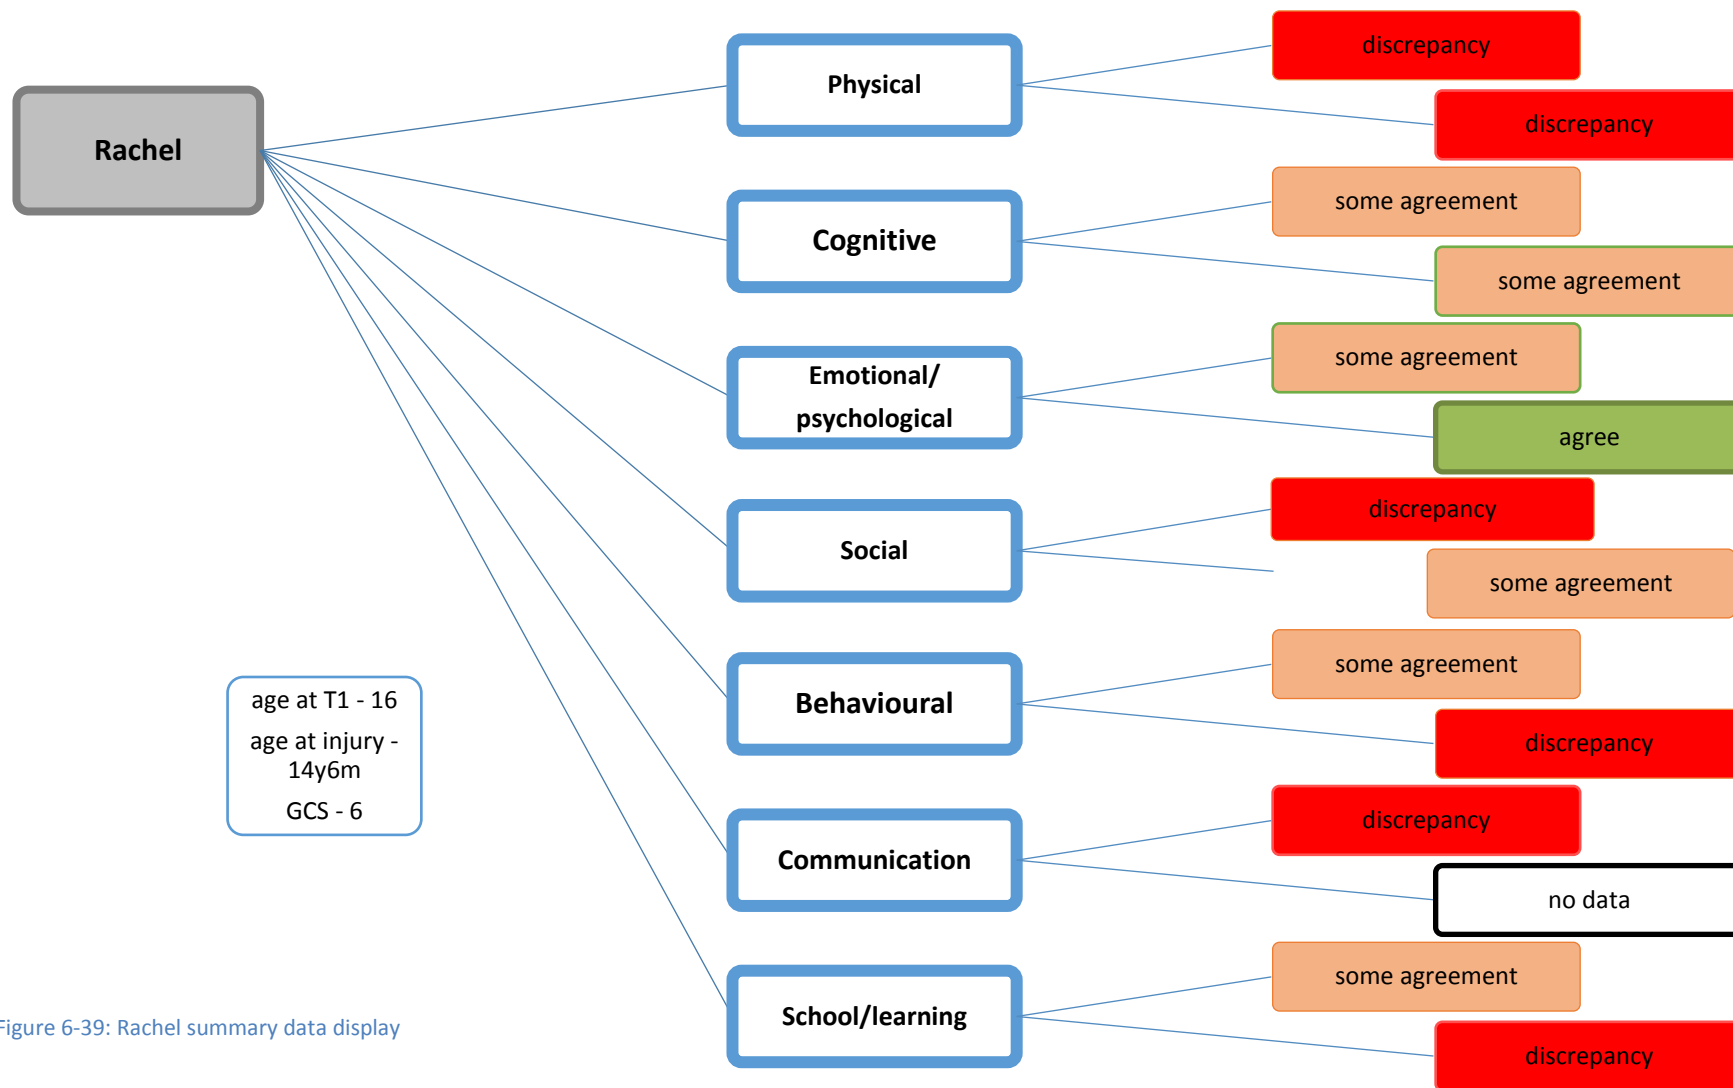 Rachel
Physical
discrepancy
discrepancy
Cognitive
some agreement
some agreement
Emotional/
psychological
some agreement
agree
Social
discrepancy
some agreement
Behavioural
some agreement
discrepancy
age at T1 - 16
age at injury -
14y6m
GCS - 6
Communication
discrepancy
no data
School/learning
some agreement
discrepancy
Figure 6-39: Rachel summary data display